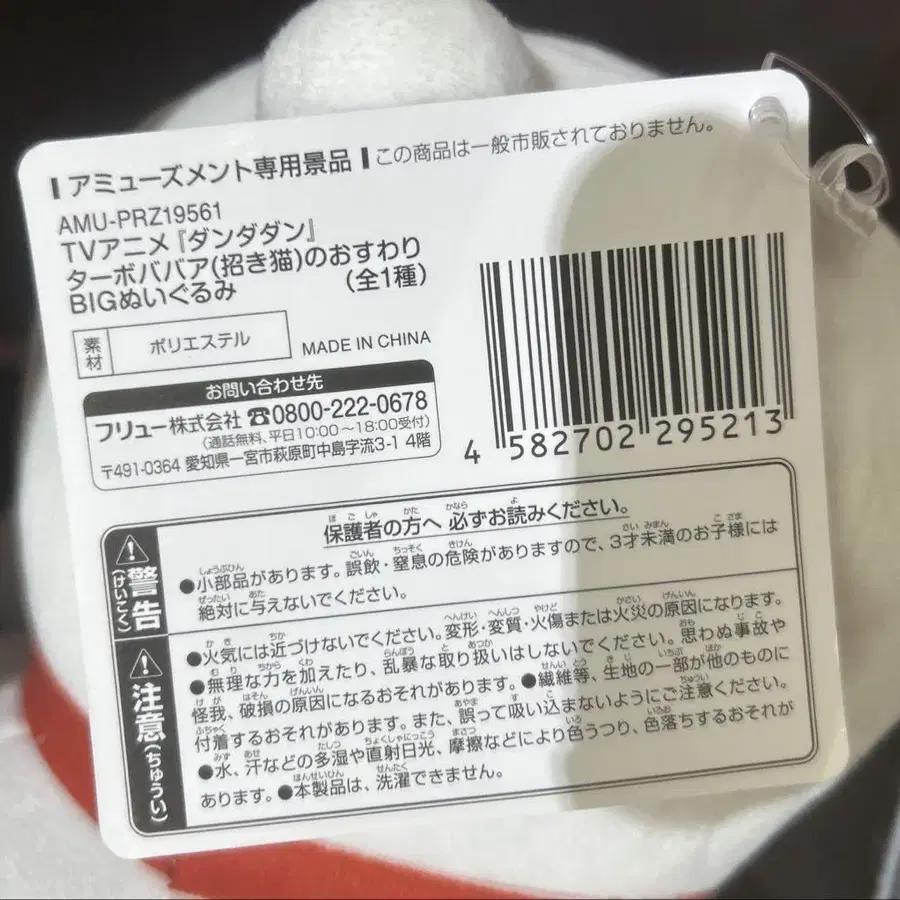 アミューズメント専用景品 この商品は一般市販されておりません。
AMU-PRZ19561
TVアニメ『ダンダダン』
ターボババア(招き猫)のおすわり
BIGぬいぐるみ (全1種)
素材 ポリエステル MADE IN CHINA
お問い合わせ先
フリュー株式会社 ☎0800-222-0678
(通話無料、平日10:00~18:00受付)
〒491-0364 愛知県一宮市萩原町中島字流3-1 4階
4 582702 295213
保護者の方へ 必ずお読みください。
警告(けいこく)
●小部品があります。誤飲・窒息の危険がありますので、3才未満のお子様には
絶対に与えないでください。
注意(ちゅうい)
●火気には近づけないでください。変形・変質・火傷または火災の原因になります。
●無理な力を加えたり、乱暴な取り扱いはしないでください。思わぬ事故や
怪我、破損の原因になるおそれがあります。●繊維等、生地の一部が他のものに
付着するおそれがあります。また、誤って吸い込まないようにご注意ください。
●水、汗などの多湿や直射日光、摩擦などにより色うつり、色落ちするおそれが
あります。●本製品は、洗濯できません。